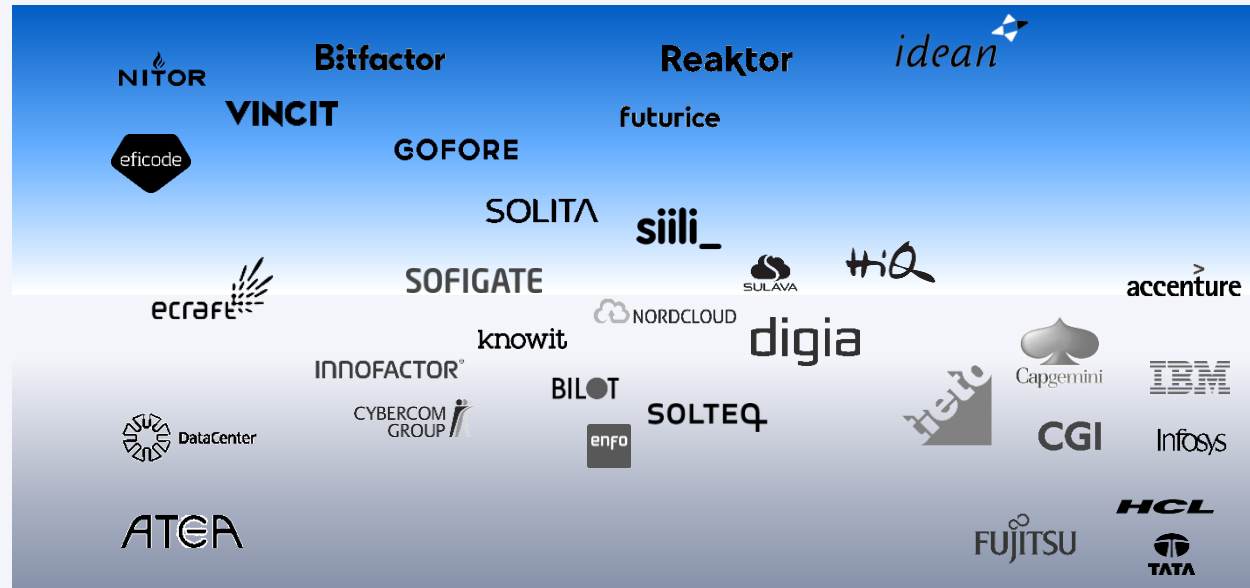 NITOR
Bitfactor
Reaktor
idean
VINCIT
futurice
eficode
GOFORE
SOLITA
siili_
ecraft
SOFIGATE
SULAVA
HiQ
accenture
NORDCLOUD
knowit
digia
INNOFACTOR®
BILOT
Capgemini
IBM
CYBERCOM
GROUP
SOLTEQ
tieto
DataCenter
enfo
CGI
Infosys
ATEA
FUJITSU
HCL
TATA